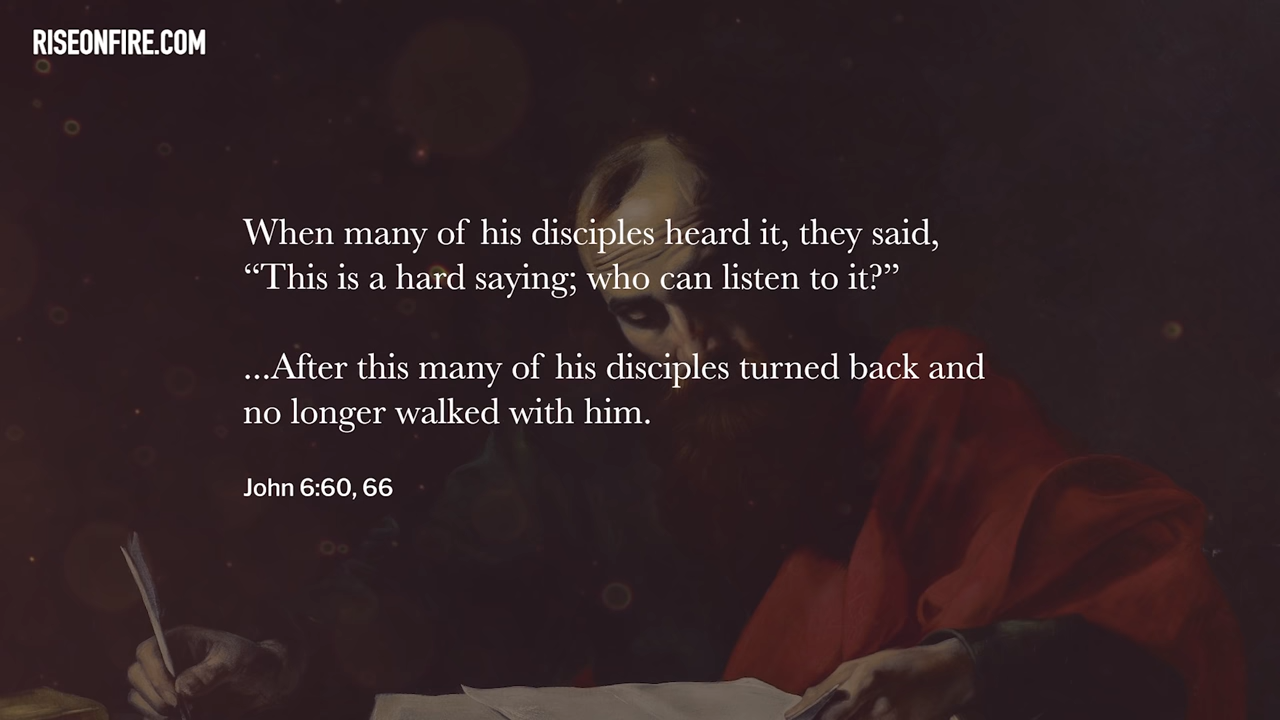 RISEONFIRE.COM
When many of his disciples heard it, they said,
“This is a hard saying; who can listen to it?”
...After this many of his disciples turned back and
no longer walked with him.
John 6:60, 66